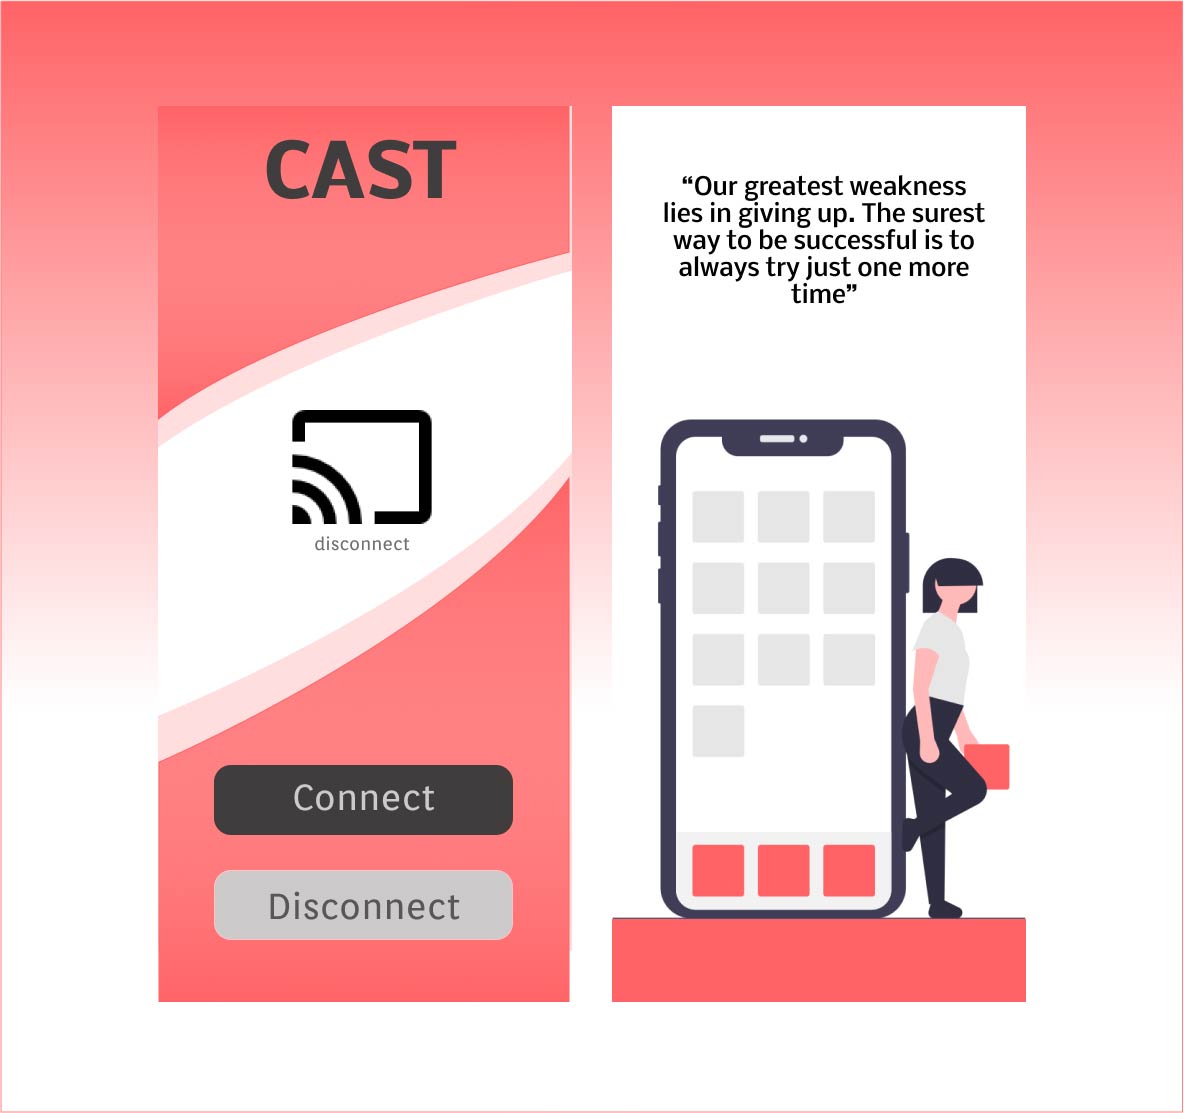 CAST
disconnect
Connect
Disconnect
“Our greatest weakness
lies in giving up. The surest
way to be successful is to
always try just one more
time”